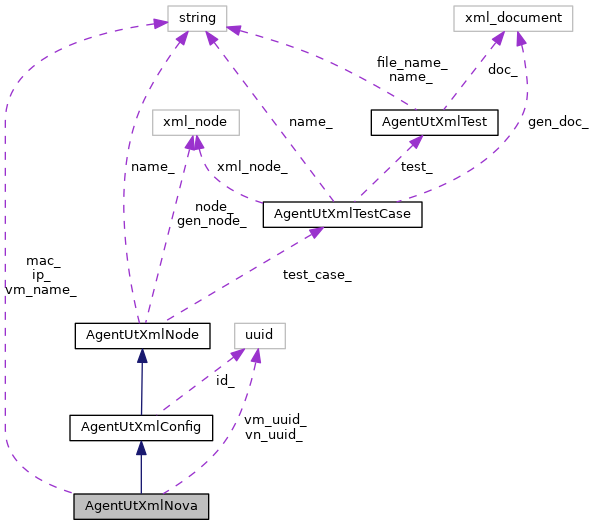 string
xml_document
file_name_
name_
doc_
xml_node
AgentUtXmlTest
name_
gen_doc_
name_
xml_node_
test_
node_
gen_node_
AgentUtXmlTestCase
mac_
ip_
vm_name_
test_case_
AgentUtXmlNode
uuid
id_
AgentUtXmlConfig
vm_uuid_
vn_uuid_
AgentUtXmlNova